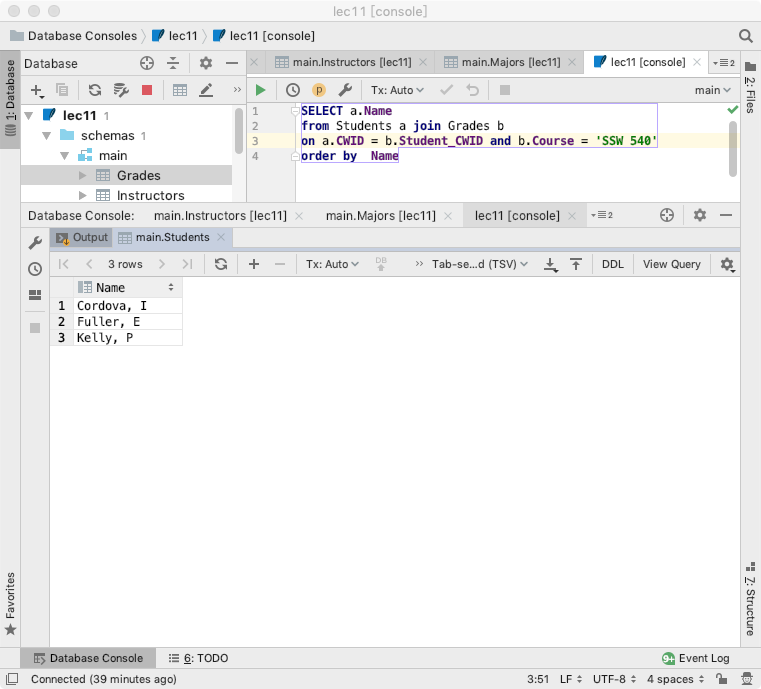 lec11 [console]
Database Consoles lec11 lec11 [console]
1: Database
Database
main.Instructors [lec11] main.Majors [lec11] lec11 [console] 2
2: Files
p Tx: Auto main
lec11 1
schemas 1
main
Grades
Instructors
1 SELECT a.Name
2 from Students a join Grades b
3 on a.CWID = b.Student_CWID and b.Course = 'SSW 540'
4 order by Name
Database Console: main.Instructors [lec11] main.Majors [lec11] lec11 [console] 2
Output main.Students
3 rows Tx: Auto DB Tab-se...d (TSV) DDL View Query
Name
1 Cordova, I
2 Fuller, E
3 Kelly, P
Favorites
7: Structure
Database Console 6: TODO 9+ Event Log
Connected (39 minutes ago) 3:51 LF UTF-8 4 spaces